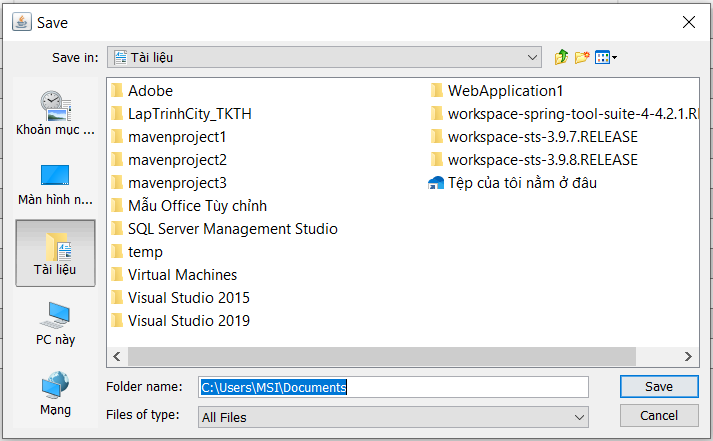 Save
Save in:
Tài liệu
Khoản mục ...
Màn hình n...
Tài liệu
PC này
Mạng
Adobe
LapTrinhCity_TKTH
mavenproject1
mavenproject2
mavenproject3
Mẫu Office Tùy chỉnh
SQL Server Management Studio
temp
Virtual Machines
Visual Studio 2015
Visual Studio 2019
WebApplication1
workspace-spring-tool-suite-4-4.2.1.RE
workspace-sts-3.9.7.RELEASE
workspace-sts-3.9.8.RELEASE
Tệp của tôi nằm ở đâu
Folder name:
C:\Users\MSI\Documents
Save
Files of type:
All Files
Cancel